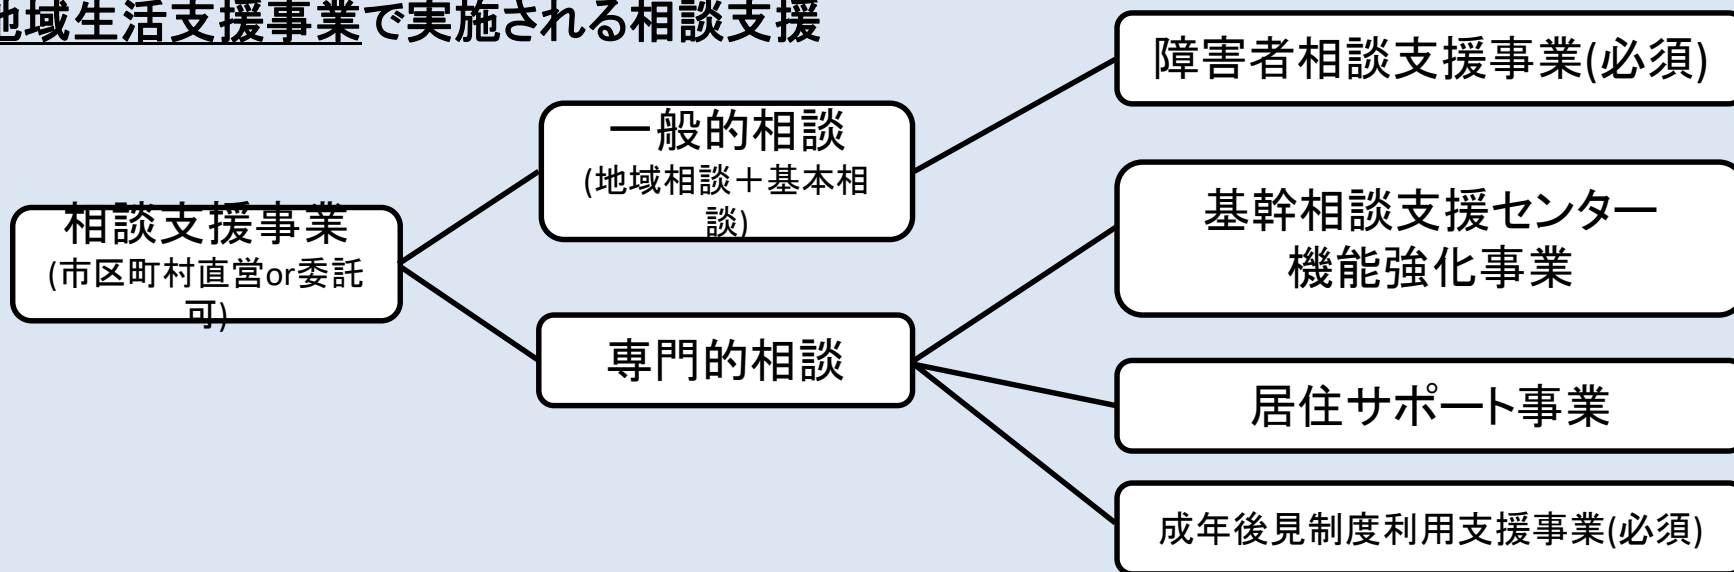 地域生活支援事業で実施される相談支援
相談支援事業
(市区町村直営or委託
可)
一般的相談
(地域相談＋基本相
談)
専門的相談
障害者相談支援事業(必須)
基幹相談支援センター
機能強化事業
居住サポート事業
成年後見制度利用支援事業(必須)